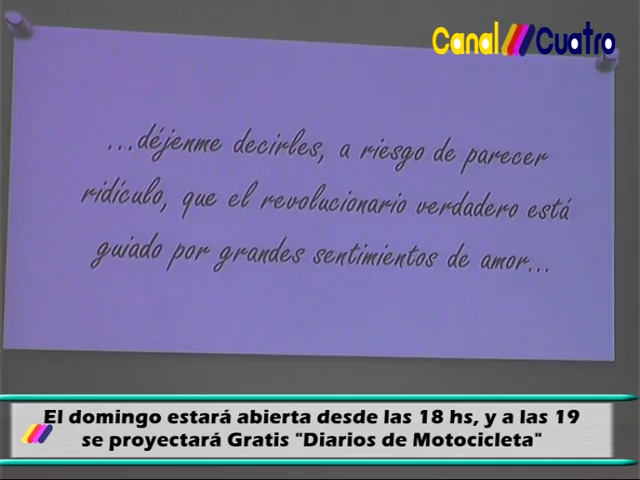 Canal Cuatro
...déjenme decirles, a riesgo de parecer
ridículo, que el revolucionario verdadero está
guiado por grandes sentimientos de amor...
El domingo estará abierta desde las 18 hs, y a las 19
se proyectará Gratis "Diarios de Motocicleta"